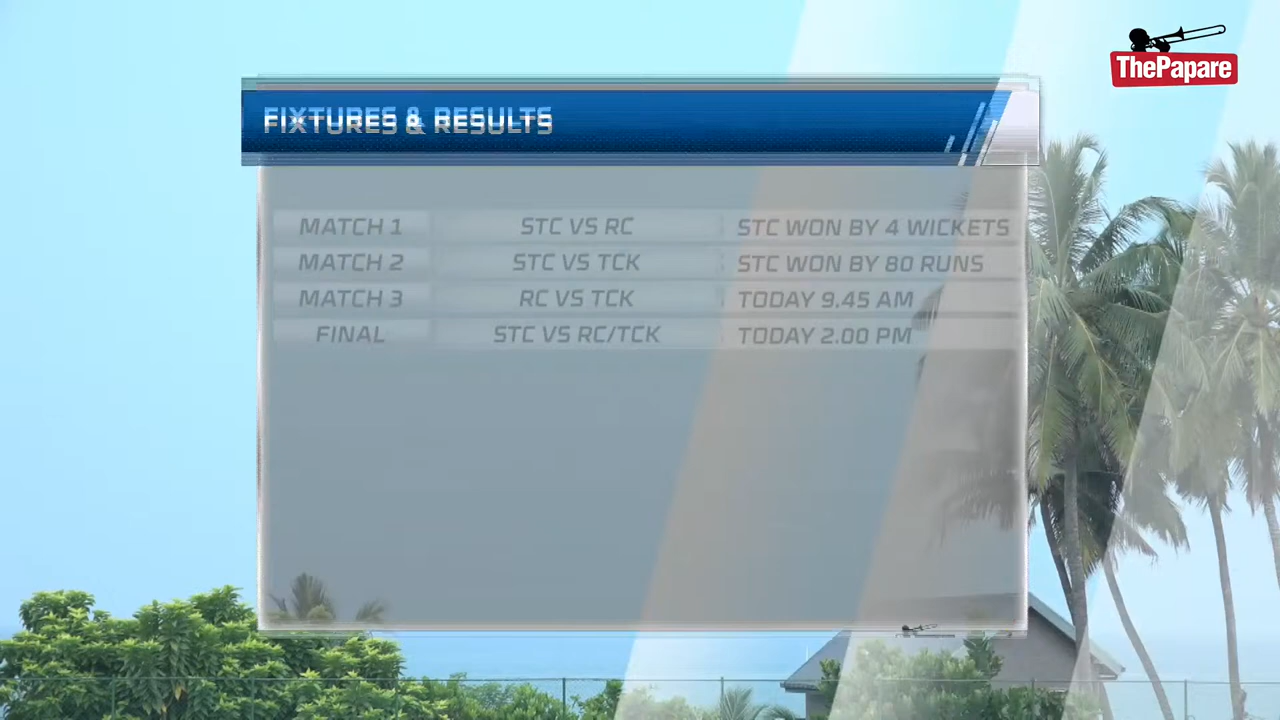 ThePapare
FIXTURES & RESULTS
MATCH 1 STC VS RC STC WON BY 4 WICKETS
MATCH 2 STC VS TCK STC WON BY 80 RUNS
MATCH 3 RC VS TCK TODAY 9.45 AM
FINAL STC VS RC/TCK TODAY 2.00 PM